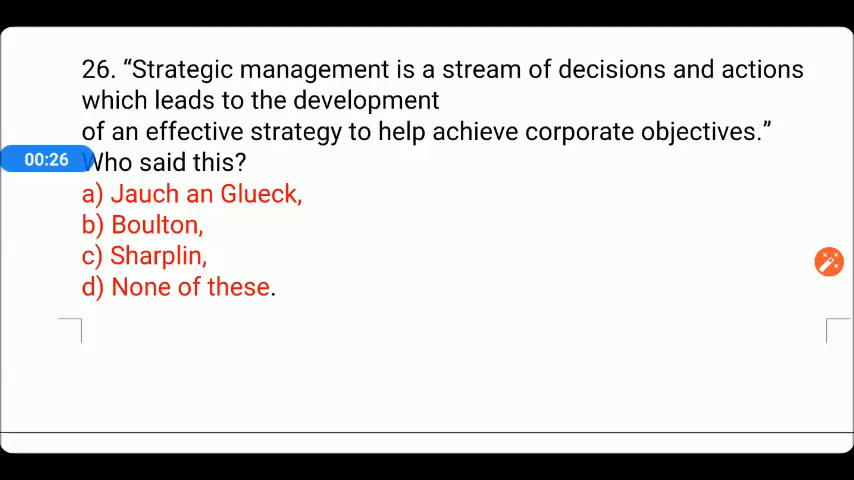 26. “Strategic management is a stream of decisions and actions
which leads to the development
of an effective strategy to help achieve corporate objectives.”
00:26
Who said this?
a) Jauch an Glueck,
b) Boulton,
c) Sharplin,
d) None of these.